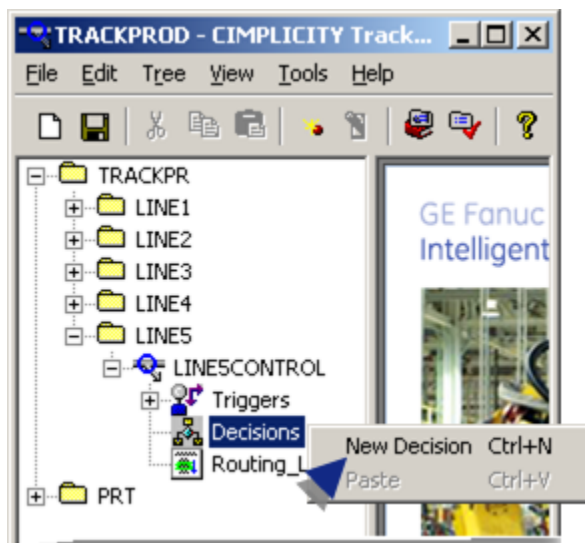 TRACKPROD - CIMPLICITY Track...
File Edit Tree View Tools Help
TRACKPR
LINE1
GE Fanuc
LINE2
Intelligent
LINE3
LINE4
LINE5
LINE5CONTROL
Triggers
Decisions
New Decision Ctrl+N
Routing_L
Paste Ctrl+V
PRT